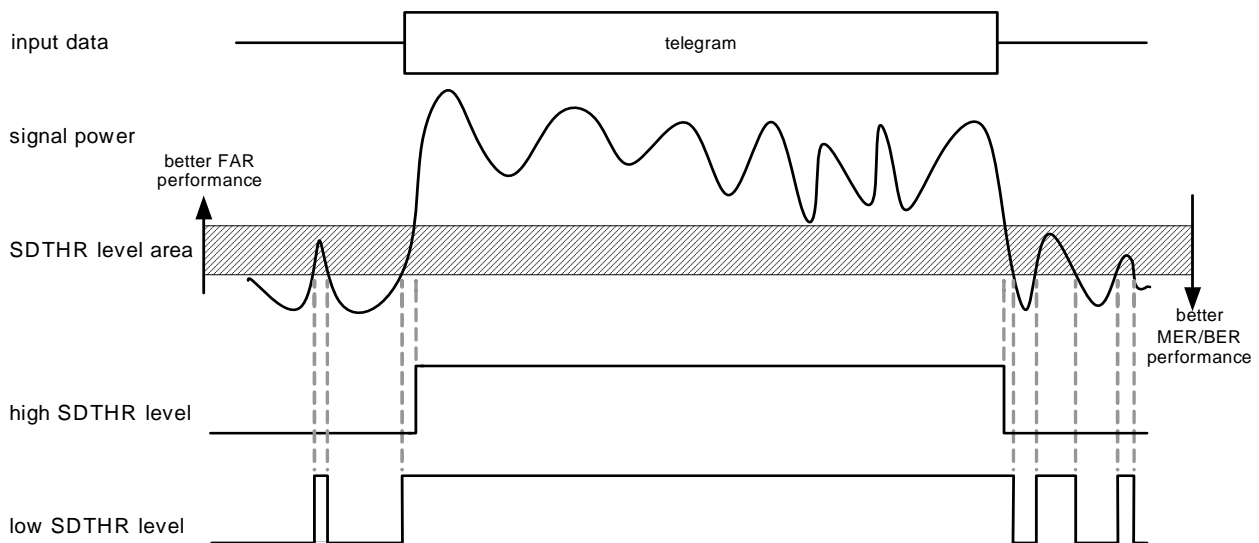 input data
telegram
signal power
better FAR
performance
SDTHR level area
better
MER/BER
performance
high SDTHR level
low SDTHR level